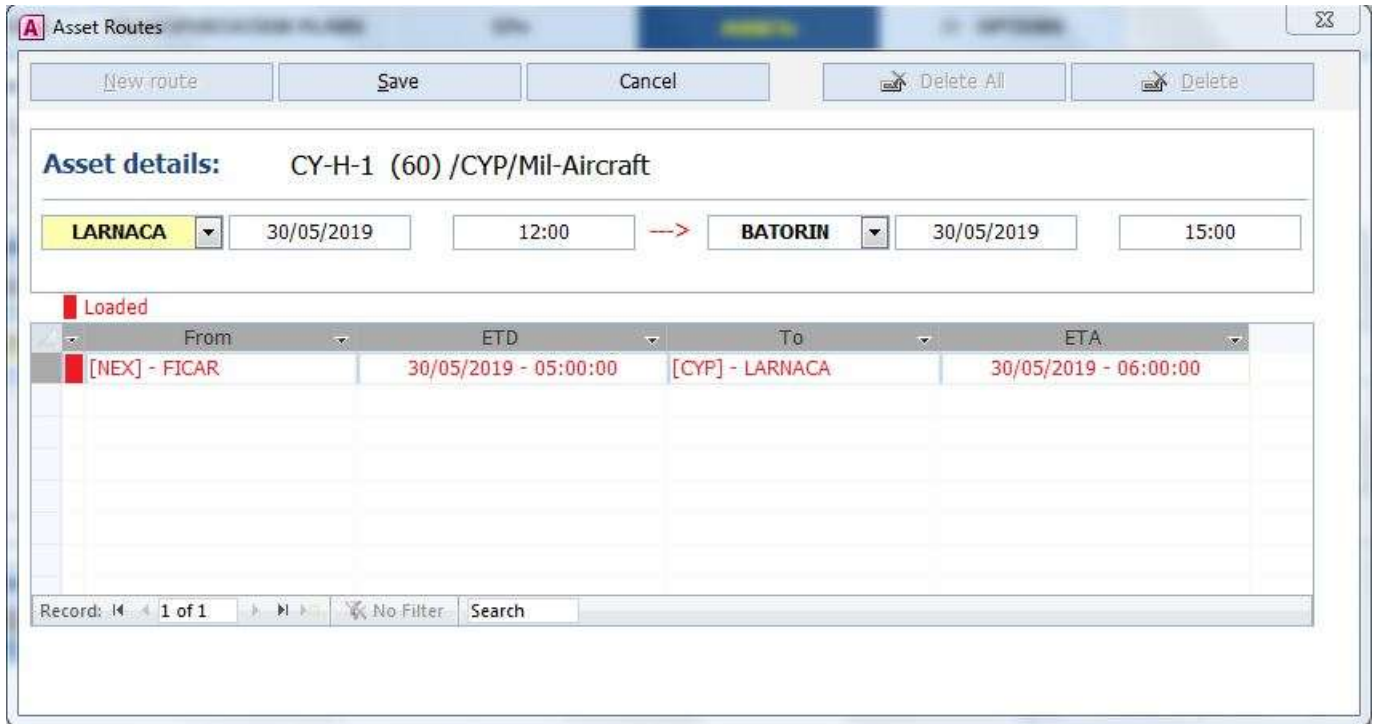 Asset Routes
New route Save Cancel Delete All Delete
Asset details: CY-H-1 (60) /CYP/Mil-Aircraft
LARNACA 30/05/2019 12:00 ---> BATORIN 30/05/2019 15:00
Loaded
From ETD To ETA
[NEX] - FICAR 30/05/2019 - 05:00:00 [CYP] - LARNACA 30/05/2019 - 06:00:00
Record: 1 of 1 No Filter Search